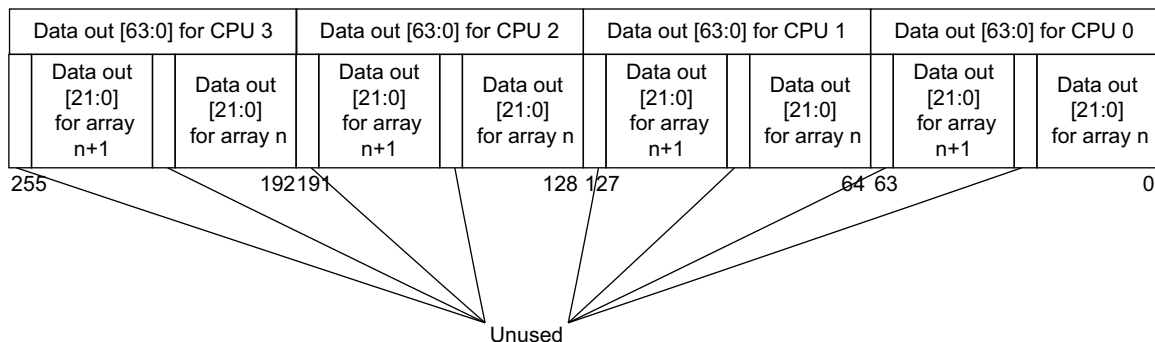 Data out [63:0] for CPU 3
Data out [63:0] for CPU 2
Data out [63:0] for CPU 1
Data out [63:0] for CPU 0
Data out
[21:0]
for array
n+1
Data out
[21:0]
for array n
Data out
[21:0]
for array
n+1
Data out
[21:0]
for array n
Data out
[21:0]
for array
n+1
Data out
[21:0]
for array n
Data out
[21:0]
for array
n+1
Data out
[21:0]
for array n
255
192
191
128
127
64
63
0
Unused